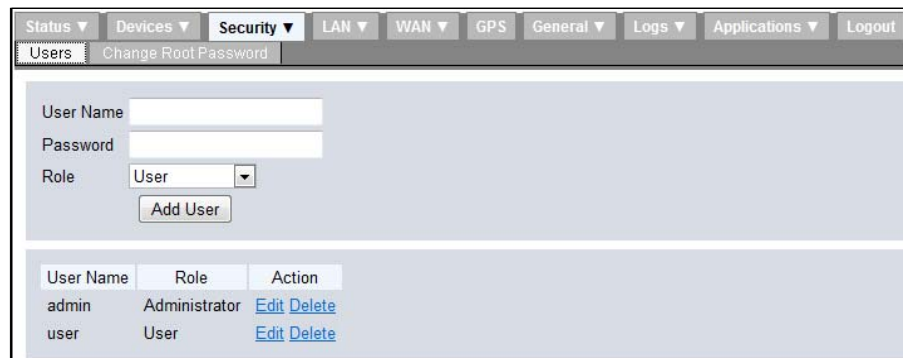 Status ▼ Devices ▼ Security ▼ LAN ▼ WAN ▼ GPS General ▼ Logs ▼ Applications ▼ Logout
Users Change Root Password
User Name
Password
Role User
Add User
User Name Role Action
admin Administrator Edit Delete
user User Edit Delete